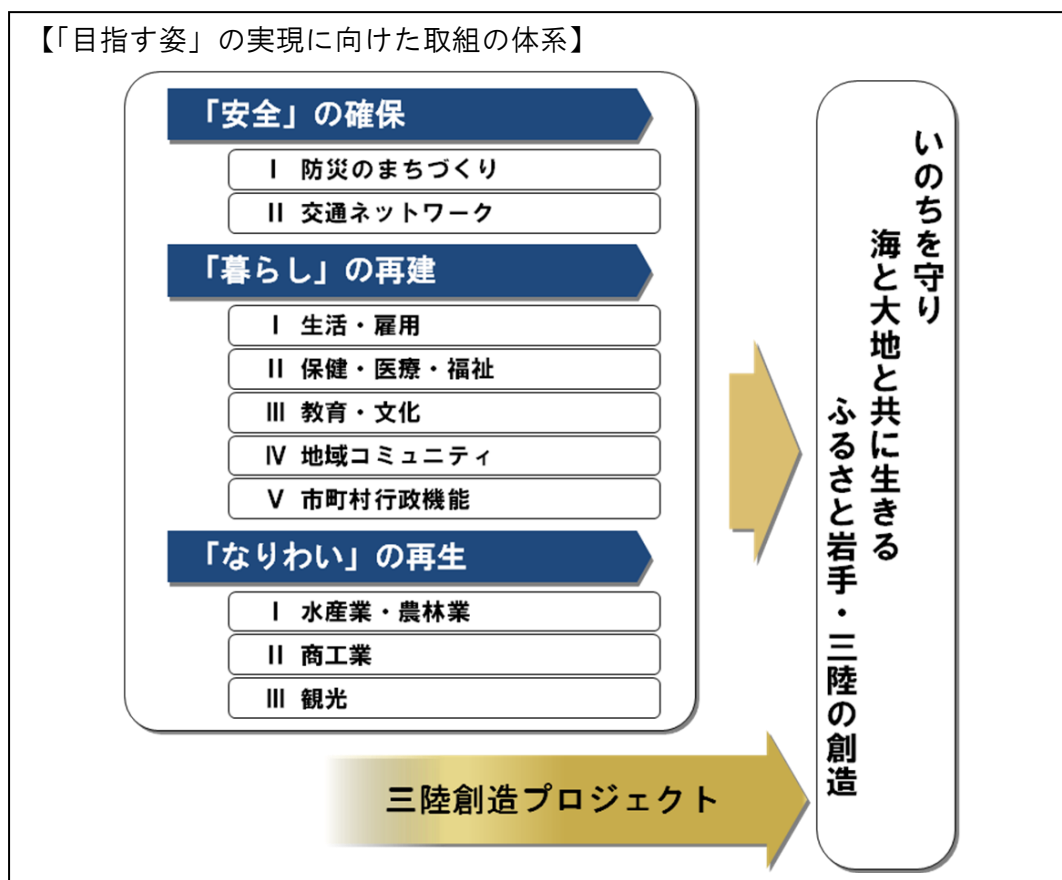 【「目指す姿」の実現に向けた取組の体系】
「安全」の確保
Ⅰ 防災のまちづくり
Ⅱ 交通ネットワーク
「暮らし」の再建
Ⅰ 生活・雇用
Ⅱ 保健・医療・福祉
Ⅲ 教育・文化
Ⅳ 地域コミュニティ
Ⅴ 市町村行政機能
「なりわい」の再生
Ⅰ 水産業・農林業
Ⅱ 商工業
Ⅲ 観光
三陸創造プロジェクト
いのちを守り
海と大地と共に生きる
ふるさと岩手・三陸の創造